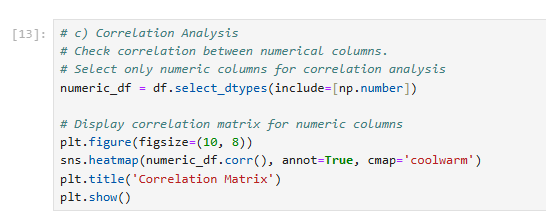 [13]: # c) Correlation Analysis
# Check correlation between numerical columns.
# Select only numeric columns for correlation analysis
numeric_df = df.select_dtypes(include=[np.number])
# Display correlation matrix for numeric columns
plt.figure(figsize=(10, 8))
sns.heatmap(numeric_df.corr(), annot=True, cmap='coolwarm')
plt.title('Correlation Matrix')
plt.show()